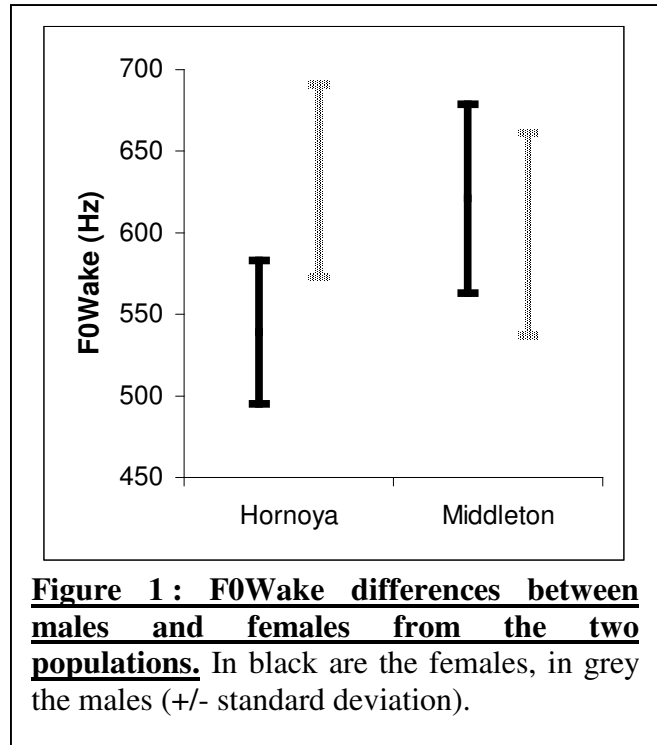 700
650
600
550
500
450
F0Wake (Hz)
Hornoya Middleton
Figure 1 : F0Wake differences between
males and females from the two
populations. In black are the females, in grey
the males (+/- standard deviation).